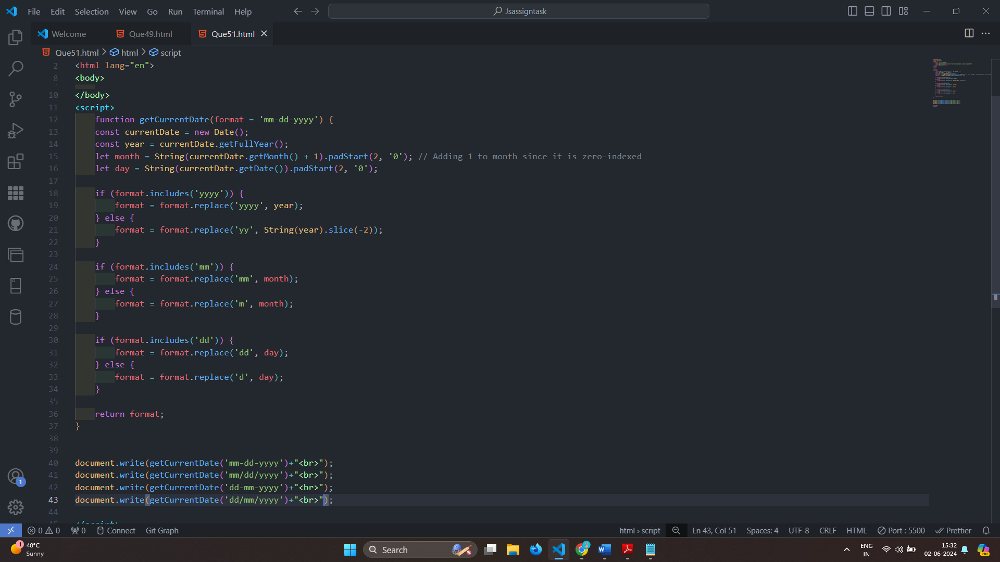 File Edit Selection View Go Run Terminal Help
Jsassigntask
Welcome
Que49.html
Que51.html
Que51.html > html > script
2 <html lang="en">
8 <body>
10 </body>
11 <script>
12 function getCurrentDate(format = 'mm-dd-yyyy') {
13 const currentDate = new Date();
14 const year = currentDate.getFullYear();
15 let month = String(currentDate.getMonth() + 1).padStart(2, '0'); // Adding 1 to month since it is zero-indexed
16 let day = String(currentDate.getDate()).padStart(2, '0');
17
18 if (format.includes('yyyy')) {
19 format = format.replace('yyyy', year);
20 } else {
21 format = format.replace('yy', String(year).slice(-2));
22 }
23
24 if (format.includes('mm')) {
25 format = format.replace('mm', month);
26 } else {
27 format = format.replace('m', month);
28 }
29
30 if (format.includes('dd')) {
31 format = format.replace('dd', day);
32 } else {
33 format = format.replace('d', day);
34 }
35
36 return format;
37 }
38
39
40 document.write(getCurrentDate('mm-dd-yyyy')+"<br>");
41 document.write(getCurrentDate('mm/dd/yyyy')+"<br>");
42 document.write(getCurrentDate('dd-mm-yyyy')+"<br>");
43 document.write(getCurrentDate('dd/mm/yyyy')+"<br>");
44
45 </script>
1
0 0 0 Connect Git Graph
html › script Ln 43, Col 51 Spaces: 4 UTF-8 CRLF HTML Port : 5500 Prettier
1
40°C
Sunny
Search
ENG
IN
15:32
02-06-2024
PRE